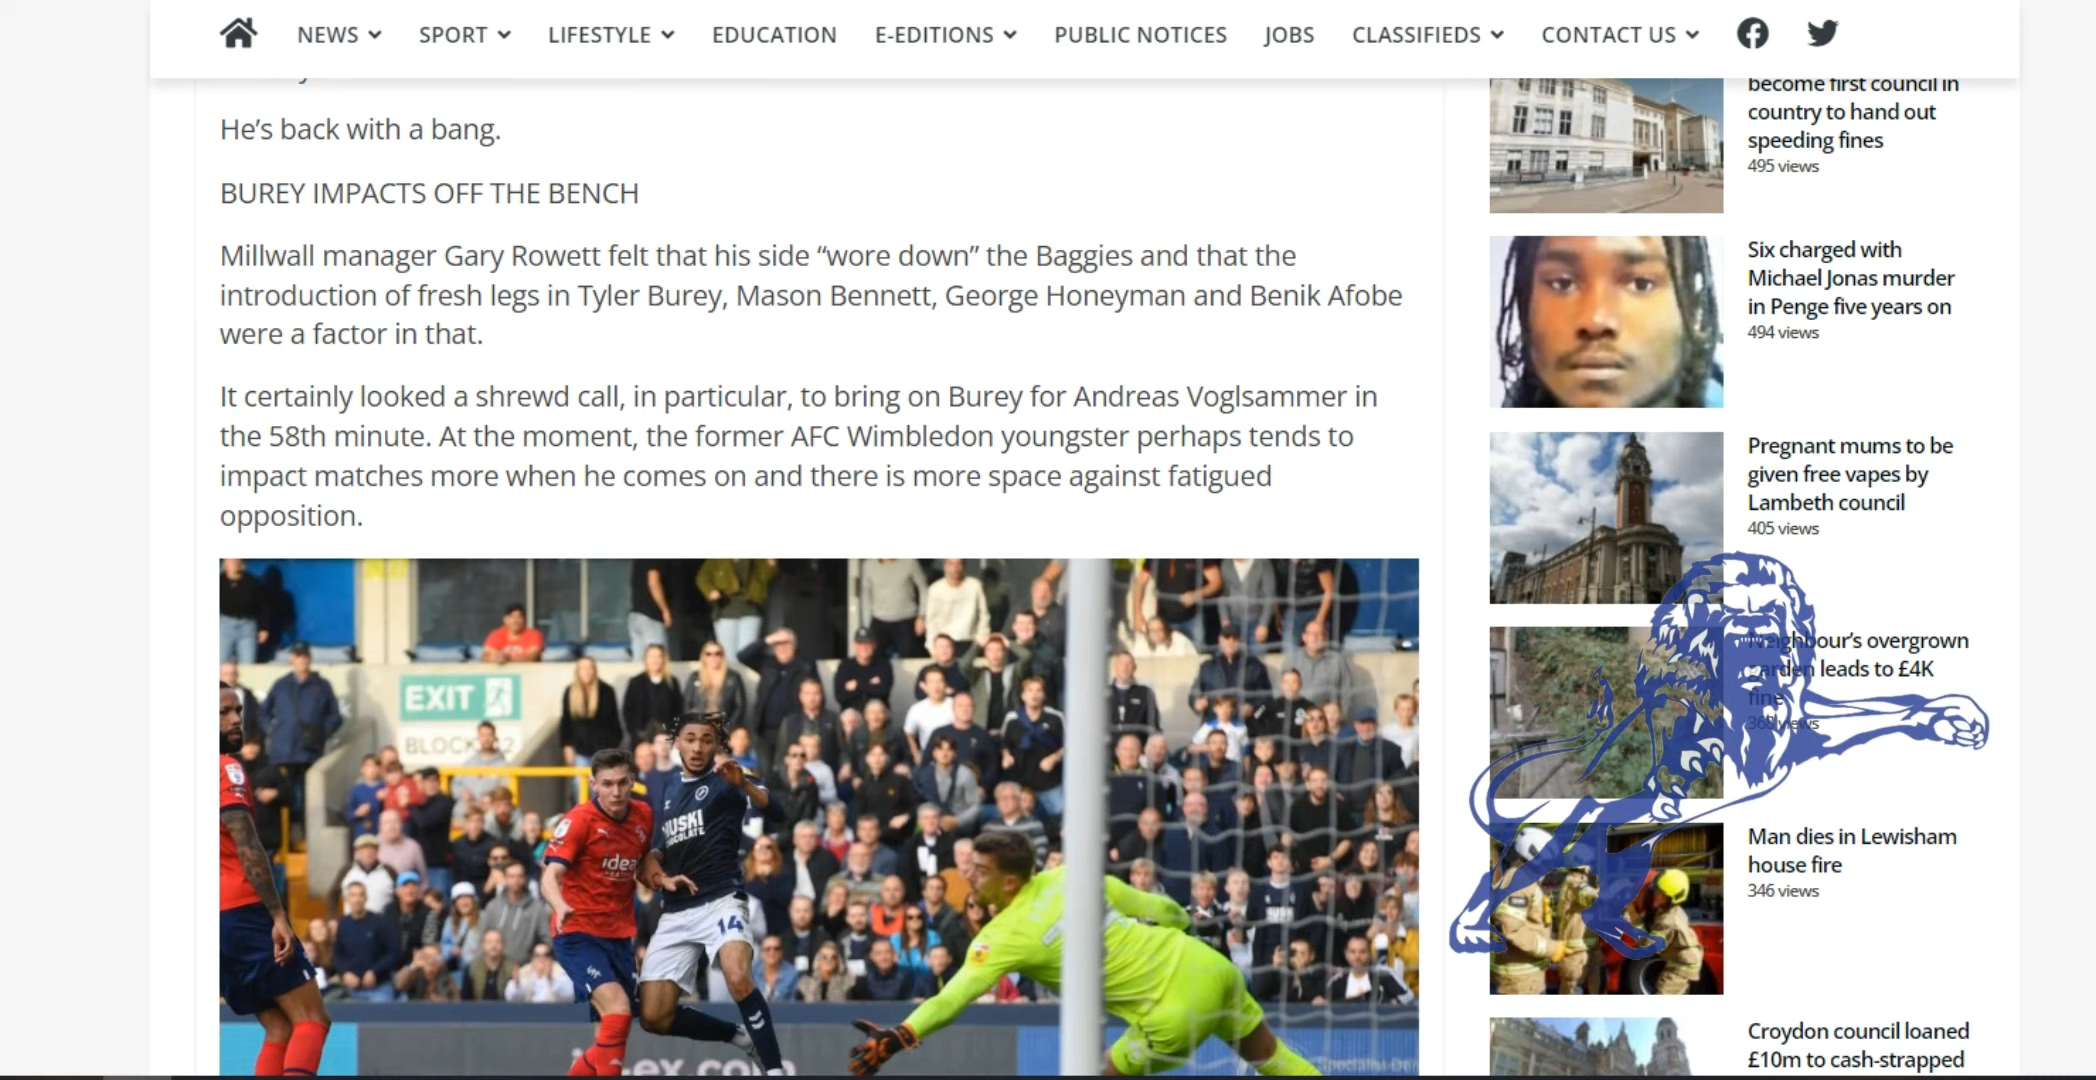 NEWS
SPORT
LIFESTYLE
EDUCATION
E-EDITIONS
PUBLIC NOTICES
JOBS
CLASSIFIEDS
CONTACT US
He’s back with a bang.
BUREY IMPACTS OFF THE BENCH
Millwall manager Gary Rowett felt that his side “wore down” the Baggies and that the
introduction of fresh legs in Tyler Burey, Mason Bennett, George Honeyman and Benik Afobe
were a factor in that.
It certainly looked a shrewd call, in particular, to bring on Burey for Andreas Voglsammer in
the 58th minute. At the moment, the former AFC Wimbledon youngster perhaps tends to
impact matches more when he comes on and there is more space against fatigued
opposition.
EXIT
BLOCK
HUSKI
CHOCOLATE
idea
14
become first council in
country to hand out
speeding fines
495 views
Six charged with
Michael Jonas murder
in Penge five years on
494 views
Pregnant mums to be
given free vapes by
Lambeth council
405 views
Neighbour’s overgrown
garden leads to £4K
fine
views
Man dies in Lewisham
house fire
346 views
Croydon council loaned
£10m to cash-strapped